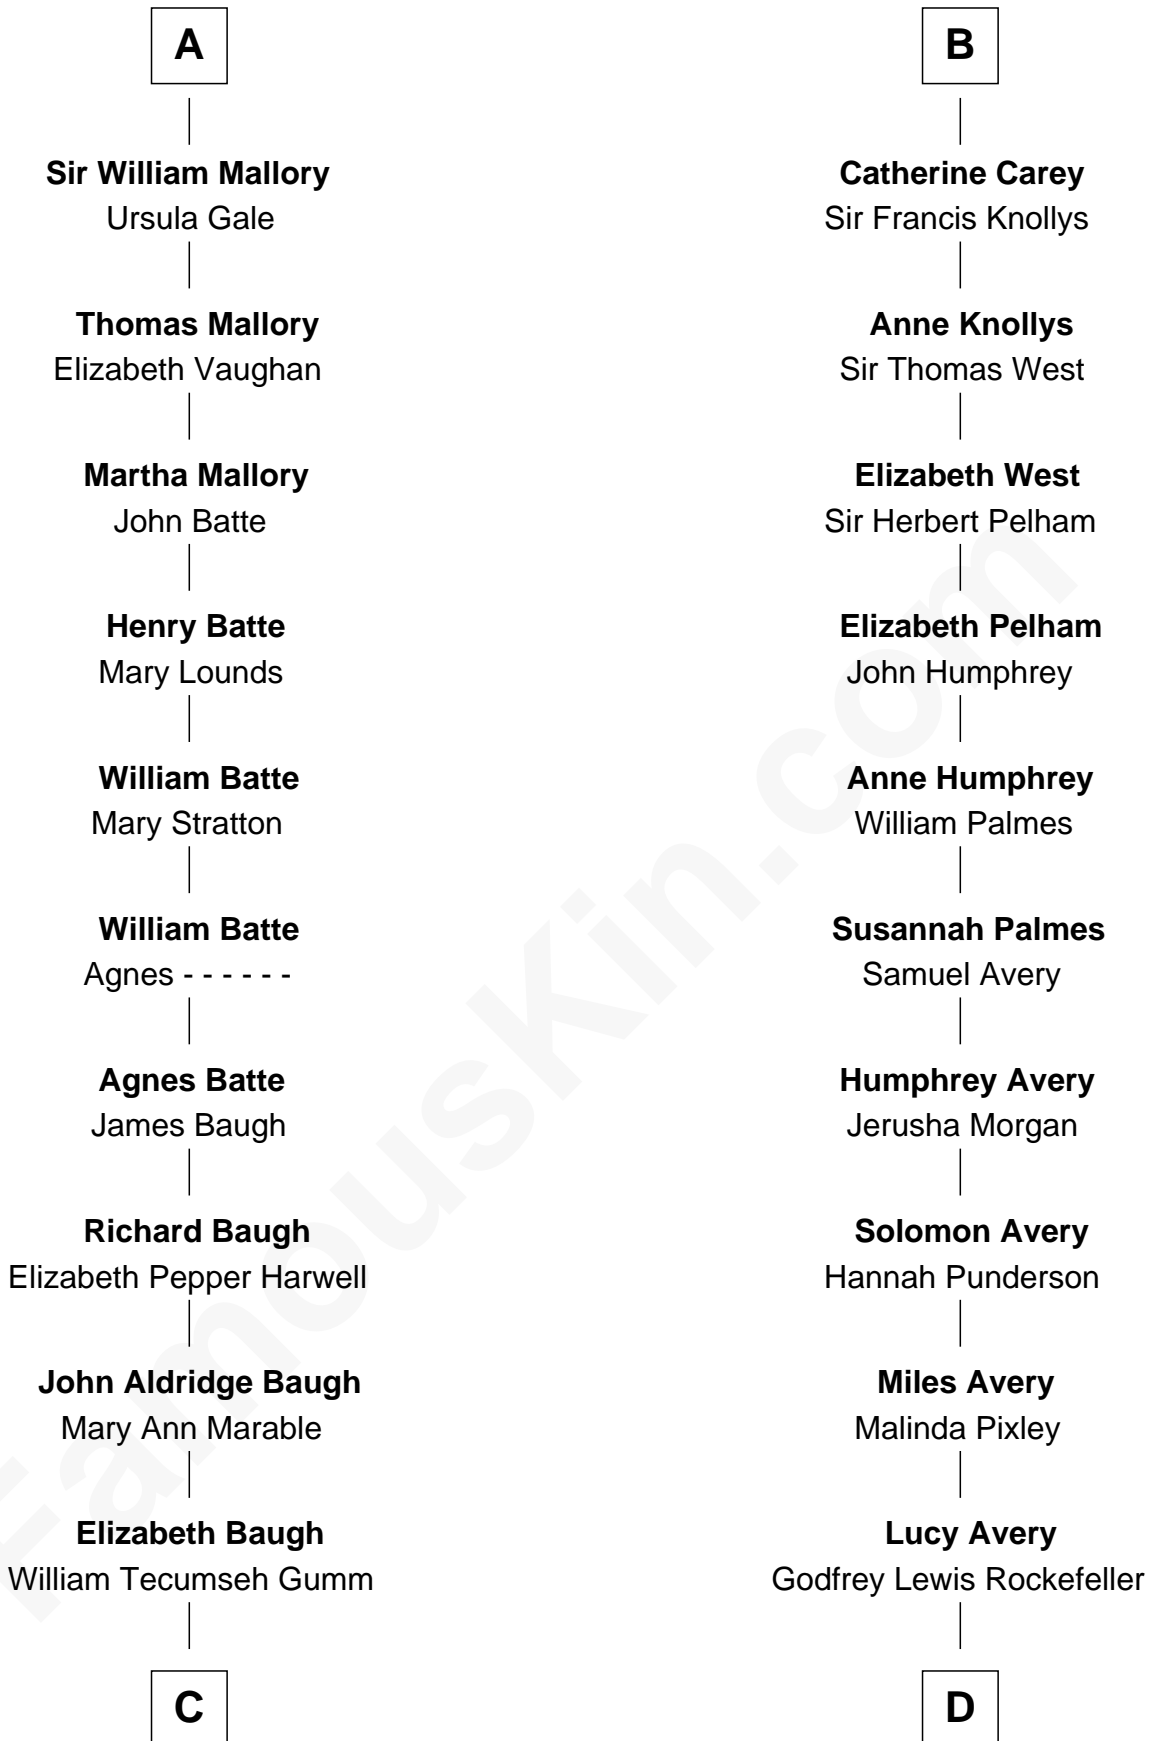 A
Sir William Mallory
Ursula Gale
Thomas Mallory
Elizabeth Vaughan
Martha Mallory
John Batte
Henry Batte
Mary Lounds
William Batte
Mary Stratton
William Batte
Agnes - - - - - -
Agnes Batte
James Baugh
Richard Baugh
Elizabeth Pepper Harwell
John Aldridge Baugh
Mary Ann Marable
Elizabeth Baugh
William Tecumseh Gumm
C
B
Catherine Carey
Sir Francis Knollys
Anne Knollys
Sir Thomas West
Elizabeth West
Sir Herbert Pelham
Elizabeth Pelham
John Humphrey
Anne Humphrey
William Palmes
Susannah Palmes
Samuel Avery
Humphrey Avery
Jerusha Morgan
Solomon Avery
Hannah Punderson
Miles Avery
Malinda Pixley
Lucy Avery
Godfrey Lewis Rockefeller
D
FamousKin.com